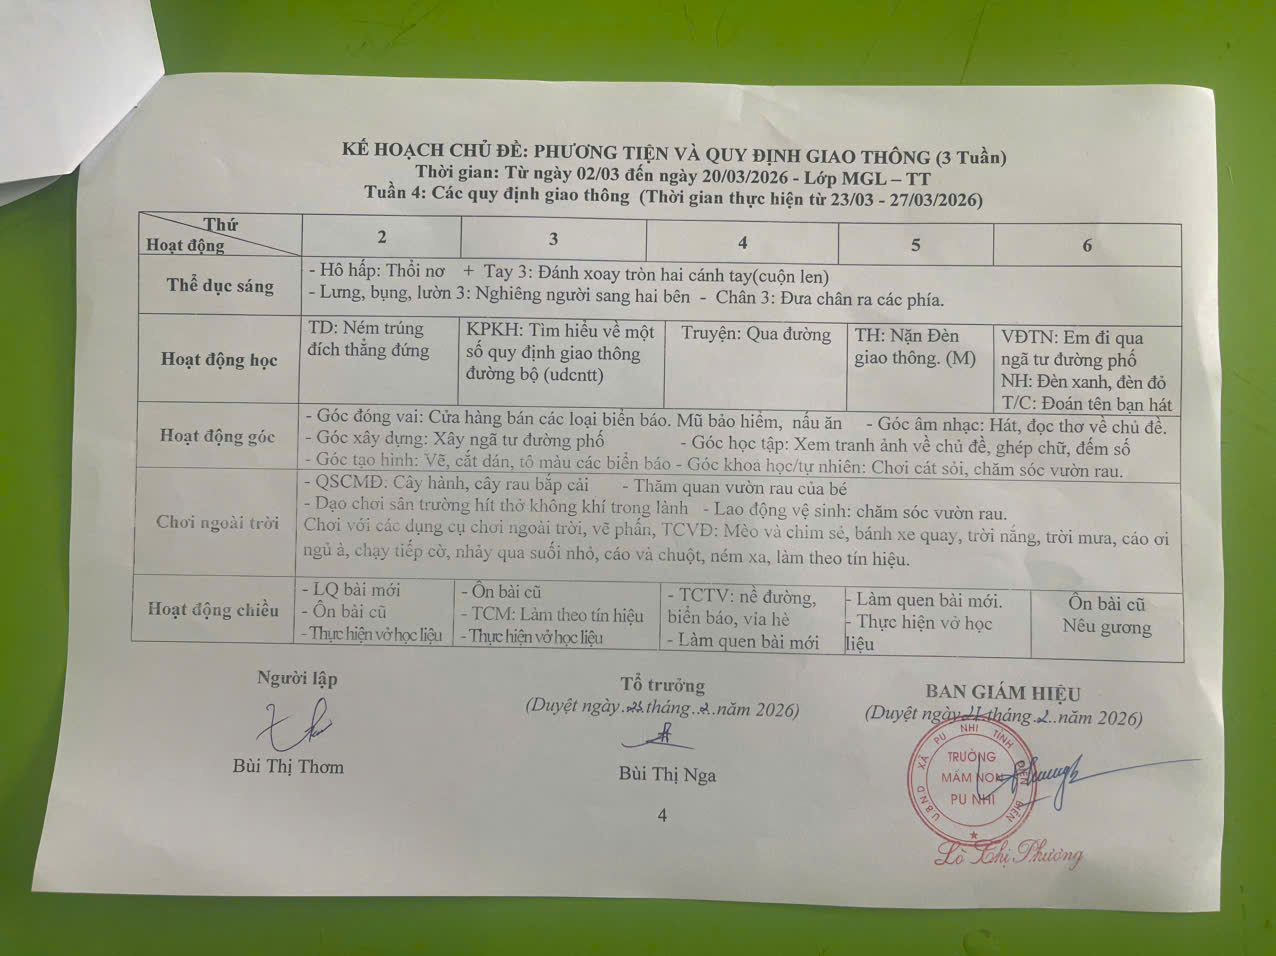 KẾ HOẠCH CHỦ ĐỀ: PHƯƠNG TIỆN VÀ QUY ĐỊNH GIAO THÔNG (3 Tuần)
Thời gian: Từ ngày 02/03 đến ngày 20/03/2026 - Lớp MGL – TT
Tuần 4: Các quy định giao thông (Thời gian thực hiện từ 23/03 - 27/03/2026)
Thứ
Hoạt động
2
3
4
5
6
Thể dục sáng
- Hô hấp: Thổi nơ + Tay 3: Đánh xoay tròn hai cánh tay(cuộn len)
- Lưng, bụng, lườn 3: Nghiêng người sang hai bên - Chân 3: Đưa chân ra các phía.
Hoạt động học
TD: Ném trúng
đích thẳng đứng
KPKH: Tìm hiểu về một
số quy định giao thông
đường bộ (udcntt)
Truyện: Qua đường
TH: Nặn Đèn
giao thông. (M)
VĐTN: Em đi qua
ngã tư đường phố
NH: Đèn xanh, đèn đỏ
T/C: Đoán tên bạn hát
Hoạt động góc
- Góc đóng vai: Cửa hàng bán các loại biển báo. Mũ bảo hiểm, nấu ăn - Góc âm nhạc: Hát, đọc thơ về chủ đề.
- Góc xây dựng: Xây ngã tư đường phố - Góc học tập: Xem tranh ảnh về chủ đề, ghép chữ, đếm số
- Góc tạo hình: Vẽ, cắt dán, tô màu các biển báo - Góc khoa học/tự nhiên: Chơi cát sỏi, chăm sóc vườn rau.
Chơi ngoài trời
- QSCMĐ: Cây hành, cây rau bắp cải - Thăm quan vườn rau của bé
- Dạo chơi sân trường hít thở không khí trong lành - Lao động vệ sinh: chăm sóc vườn rau.
Chơi với các dụng cụ chơi ngoài trời, vẽ phấn, TCVĐ: Mèo và chim sẻ, bánh xe quay, trời nắng, trời mưa, cáo ơi
ngủ à, chạy tiếp cờ, nhảy qua suối nhỏ, cáo và chuột, ném xa, làm theo tín hiệu.
Hoạt động chiều
- LQ bài mới
- Ôn bài cũ
- Thực hiện vở học liệu
- Ôn bài cũ
- TCM: Làm theo tín hiệu
- Thực hiện vở học liệu
- TCTV: nề đường,
biển báo, vỉa hè
- Làm quen bài mới
- Làm quen bài mới.
- Thực hiện vở học
liệu
Ôn bài cũ
Nêu gương
Người lập
Bùi Thị Thơm
Tổ trưởng
(Duyệt ngày..tháng..2..năm 2026)
Bùi Thị Nga
BAN GIÁM HIỆU
(Duyệt ngày.tháng..2..năm 2026)
U.B.N.D XÃ PU NHI TỈNH ĐIỆN BIÊN
TRƯỜNG
MẦM NON
PU NHI
Lò Thị Phương
4